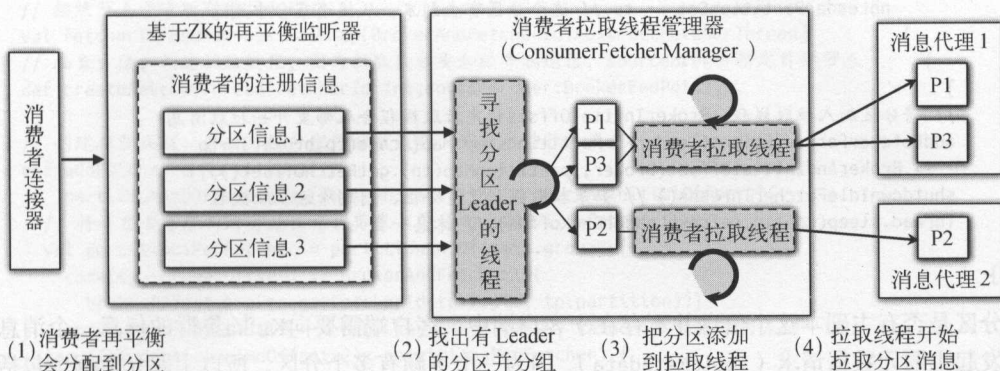 基于ZK的再平衡监听器
消费者拉取线程管理器
（ConsumerFetcherManager）
消息代理1
消费者连接器
消费者的注册信息
分区信息1
分区信息2
分区信息3
寻找分区Leader的线程
P1
P3
P2
消费者拉取线程
消费者拉取线程
P1
P3
P2
消息代理2
（1）消费者再平衡
会分配到分区
（2）找出有Leader
的分区并分组
（3）把分区添加
到拉取线程
（4）拉取线程开始
拉取分区消息